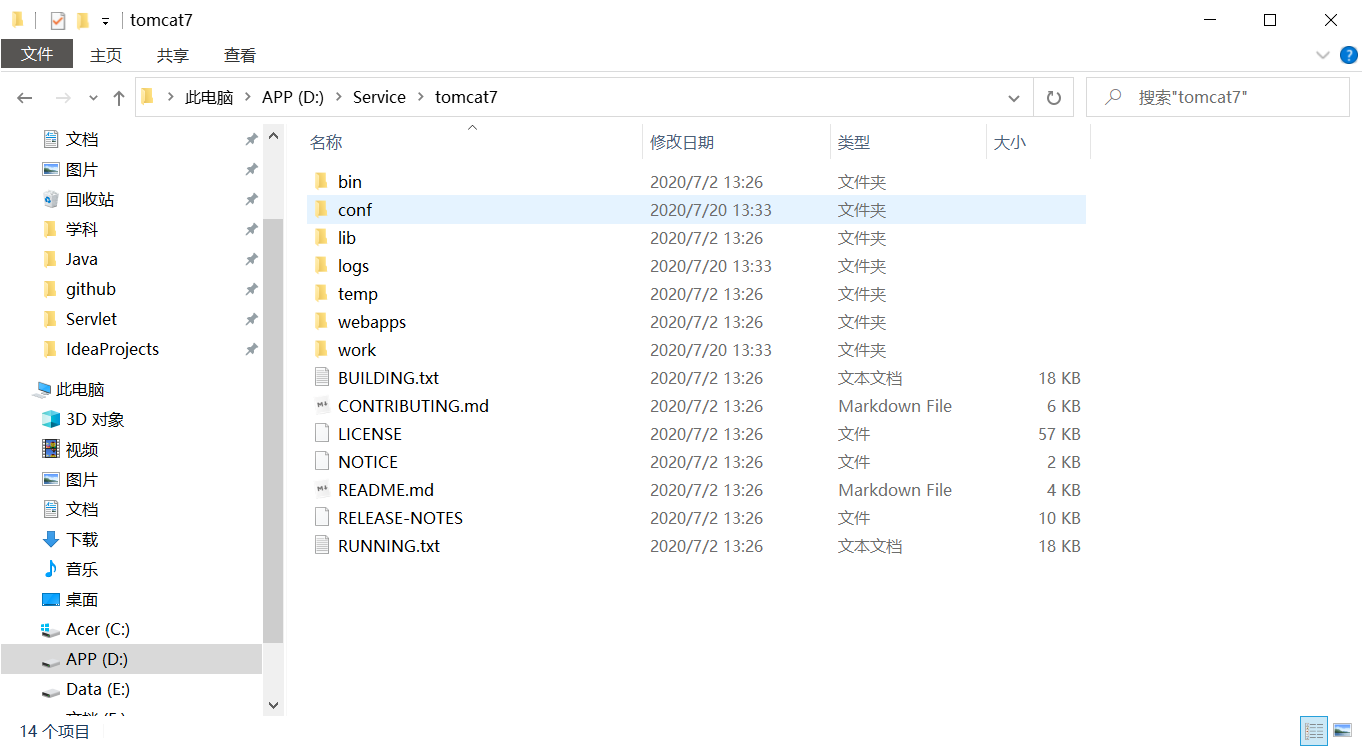 tomcat7
文件 主页 共享 查看
此电脑 APP (D:) Service tomcat7 搜索"tomcat7"
文档
图片
回收站
学科
Java
github
Servlet
IdeaProjects
此电脑
3D 对象
视频
图片
文档
下载
音乐
桌面
Acer (C:)
APP (D:)
Data (E:)
名称 修改日期 类型 大小
bin 2020/7/2 13:26 文件夹
conf 2020/7/20 13:33 文件夹
lib 2020/7/2 13:26 文件夹
logs 2020/7/20 13:33 文件夹
temp 2020/7/2 13:26 文件夹
webapps 2020/7/2 13:26 文件夹
work 2020/7/20 13:33 文件夹
BUILDING.txt 2020/7/2 13:26 文本文档 18 KB
CONTRIBUTING.md 2020/7/2 13:26 Markdown File 6 KB
LICENSE 2020/7/2 13:26 文件 57 KB
NOTICE 2020/7/2 13:26 文件 2 KB
README.md 2020/7/2 13:26 Markdown File 4 KB
RELEASE-NOTES 2020/7/2 13:26 文件 10 KB
RUNNING.txt 2020/7/2 13:26 文本文档 18 KB
14 个项目